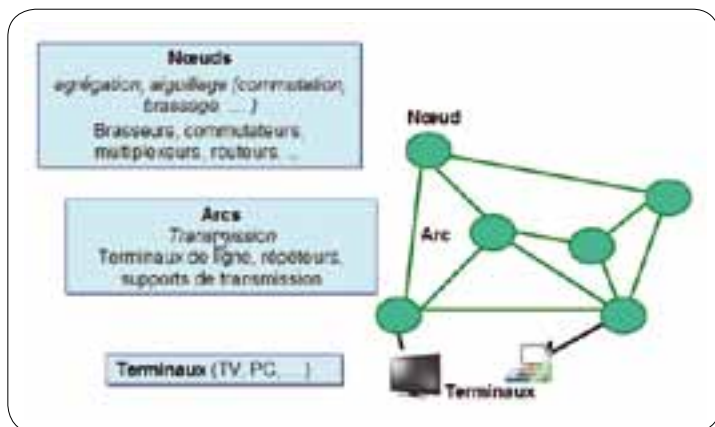 Nœuds
agrégation, aiguillage (commutation,
brassage, ... )
Brasseurs, commutateurs,
multiplexeurs, routeurs, ...
Arcs
Transmission
Terminaux de ligne, répéteurs,
supports de transmission
Terminaux (TV, PC, ... )
Nœud
Arc
Terminaux